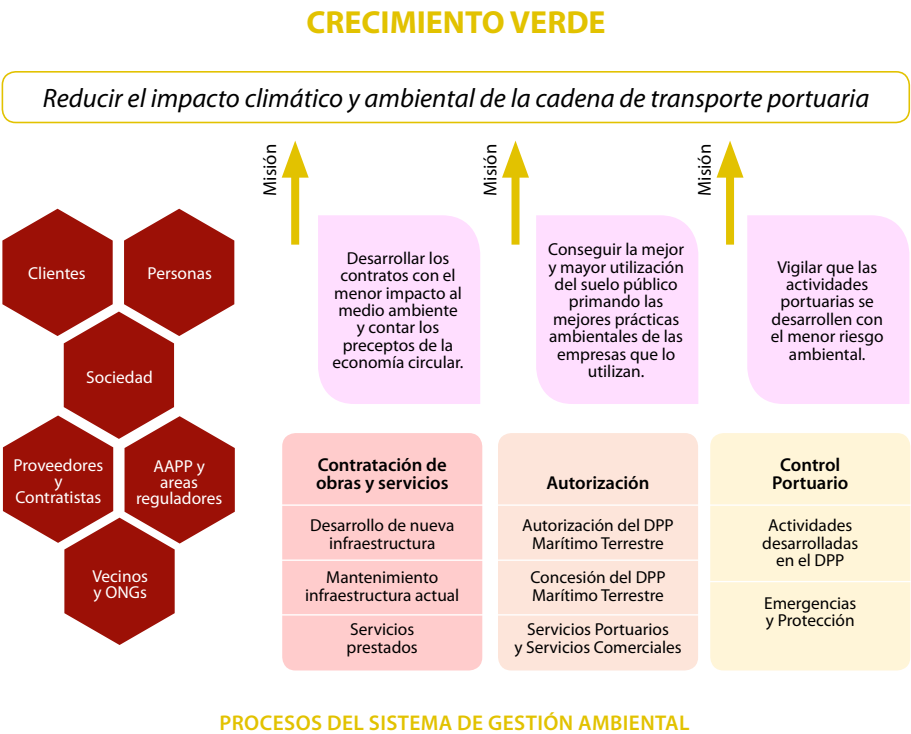 CRECIMIENTO VERDE
Reducir el impacto climático y ambiental de la cadena de transporte portuaria
Misión
Misión
Misión
Clientes
Personas
Sociedad
Proveedores
y
Contratistas
AAPP y
areas
reguladores
Vecinos
y ONGs
Desarrollar los
contratos con el
menor impacto al
medio ambiente
y contar los
preceptos de la
economía circular.
Conseguir la mejor
y mayor utilización
del suelo público
primando las
mejores prácticas
ambientales de las
empresas que lo
utilizan.
Vigilar que las
actividades
portuarias se
desarrollen con
el menor riesgo
ambiental.
Contratación de
obras y servicios
Desarrollo de nueva
infraestructura
Mantenimiento
infraestructura actual
Servicios
prestados
Autorización
Autorización del DPP
Marítimo Terrestre
Concesión del DPP
Marítimo Terrestre
Servicios Portuarios
y Servicios Comerciales
Control
Portuario
Actividades
desarrolladas
en el DPP
Emergencias
y Protección
PROCESOS DEL SISTEMA DE GESTIÓN AMBIENTAL